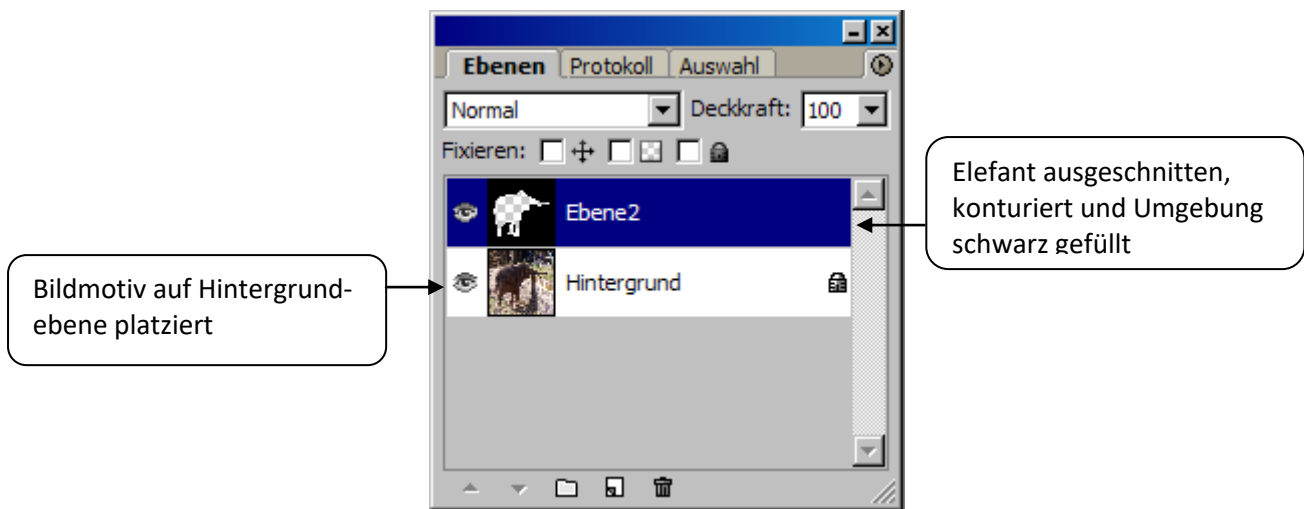 Ebenen Protokoll Auswahl
Normal Deckkraft: 100
Fixieren:
Ebene2
Hintergrund
Elefant ausgeschnitten,
konturiert und Umgebung
schwarz gefüllt
Bildmotiv auf Hintergrund-
ebene platziert